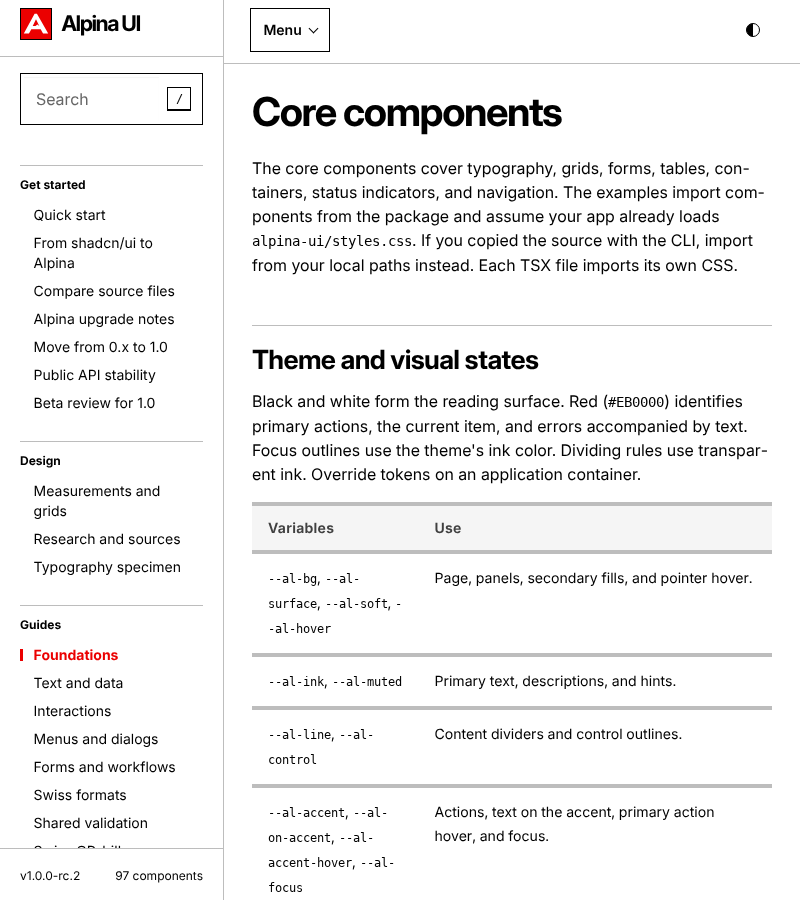 Alpina UI
Search
/
Get started
Quick start
From shadcn/ui to
Alpina
Compare source files
Alpina upgrade notes
Move from 0.x to 1.0
Public API stability
Beta review for 1.0
Design
Measurements and
grids
Research and sources
Typography specimen
Guides
Foundations
Text and data
Interactions
Menus and dialogs
Forms and workflows
Swiss formats
Shared validation
v1.0.0-rc.2
97 components
Menu
Core components
The core components cover typography, grids, forms, tables, con-
tainers, status indicators, and navigation. The examples import com-
ponents from the package and assume your app already loads
alpina-ui/styles.css. If you copied the source with the CLI, import
from your local paths instead. Each TSX file imports its own CSS.
Theme and visual states
Black and white form the reading surface. Red (#EB0000) identifies
primary actions, the current item, and errors accompanied by text.
Focus outlines use the theme's ink color. Dividing rules use transpar-
ent ink. Override tokens on an application container.
Variables
Use
--al-bg, --al-
surface, --al-soft, -
-al-hover
Page, panels, secondary fills, and pointer hover.
--al-ink, --al-muted
Primary text, descriptions, and hints.
--al-line, --al-
control
Content dividers and control outlines.
--al-accent, --al-
on-accent, --al-
accent-hover, --al-
focus
Actions, text on the accent, primary action
hover, and focus.